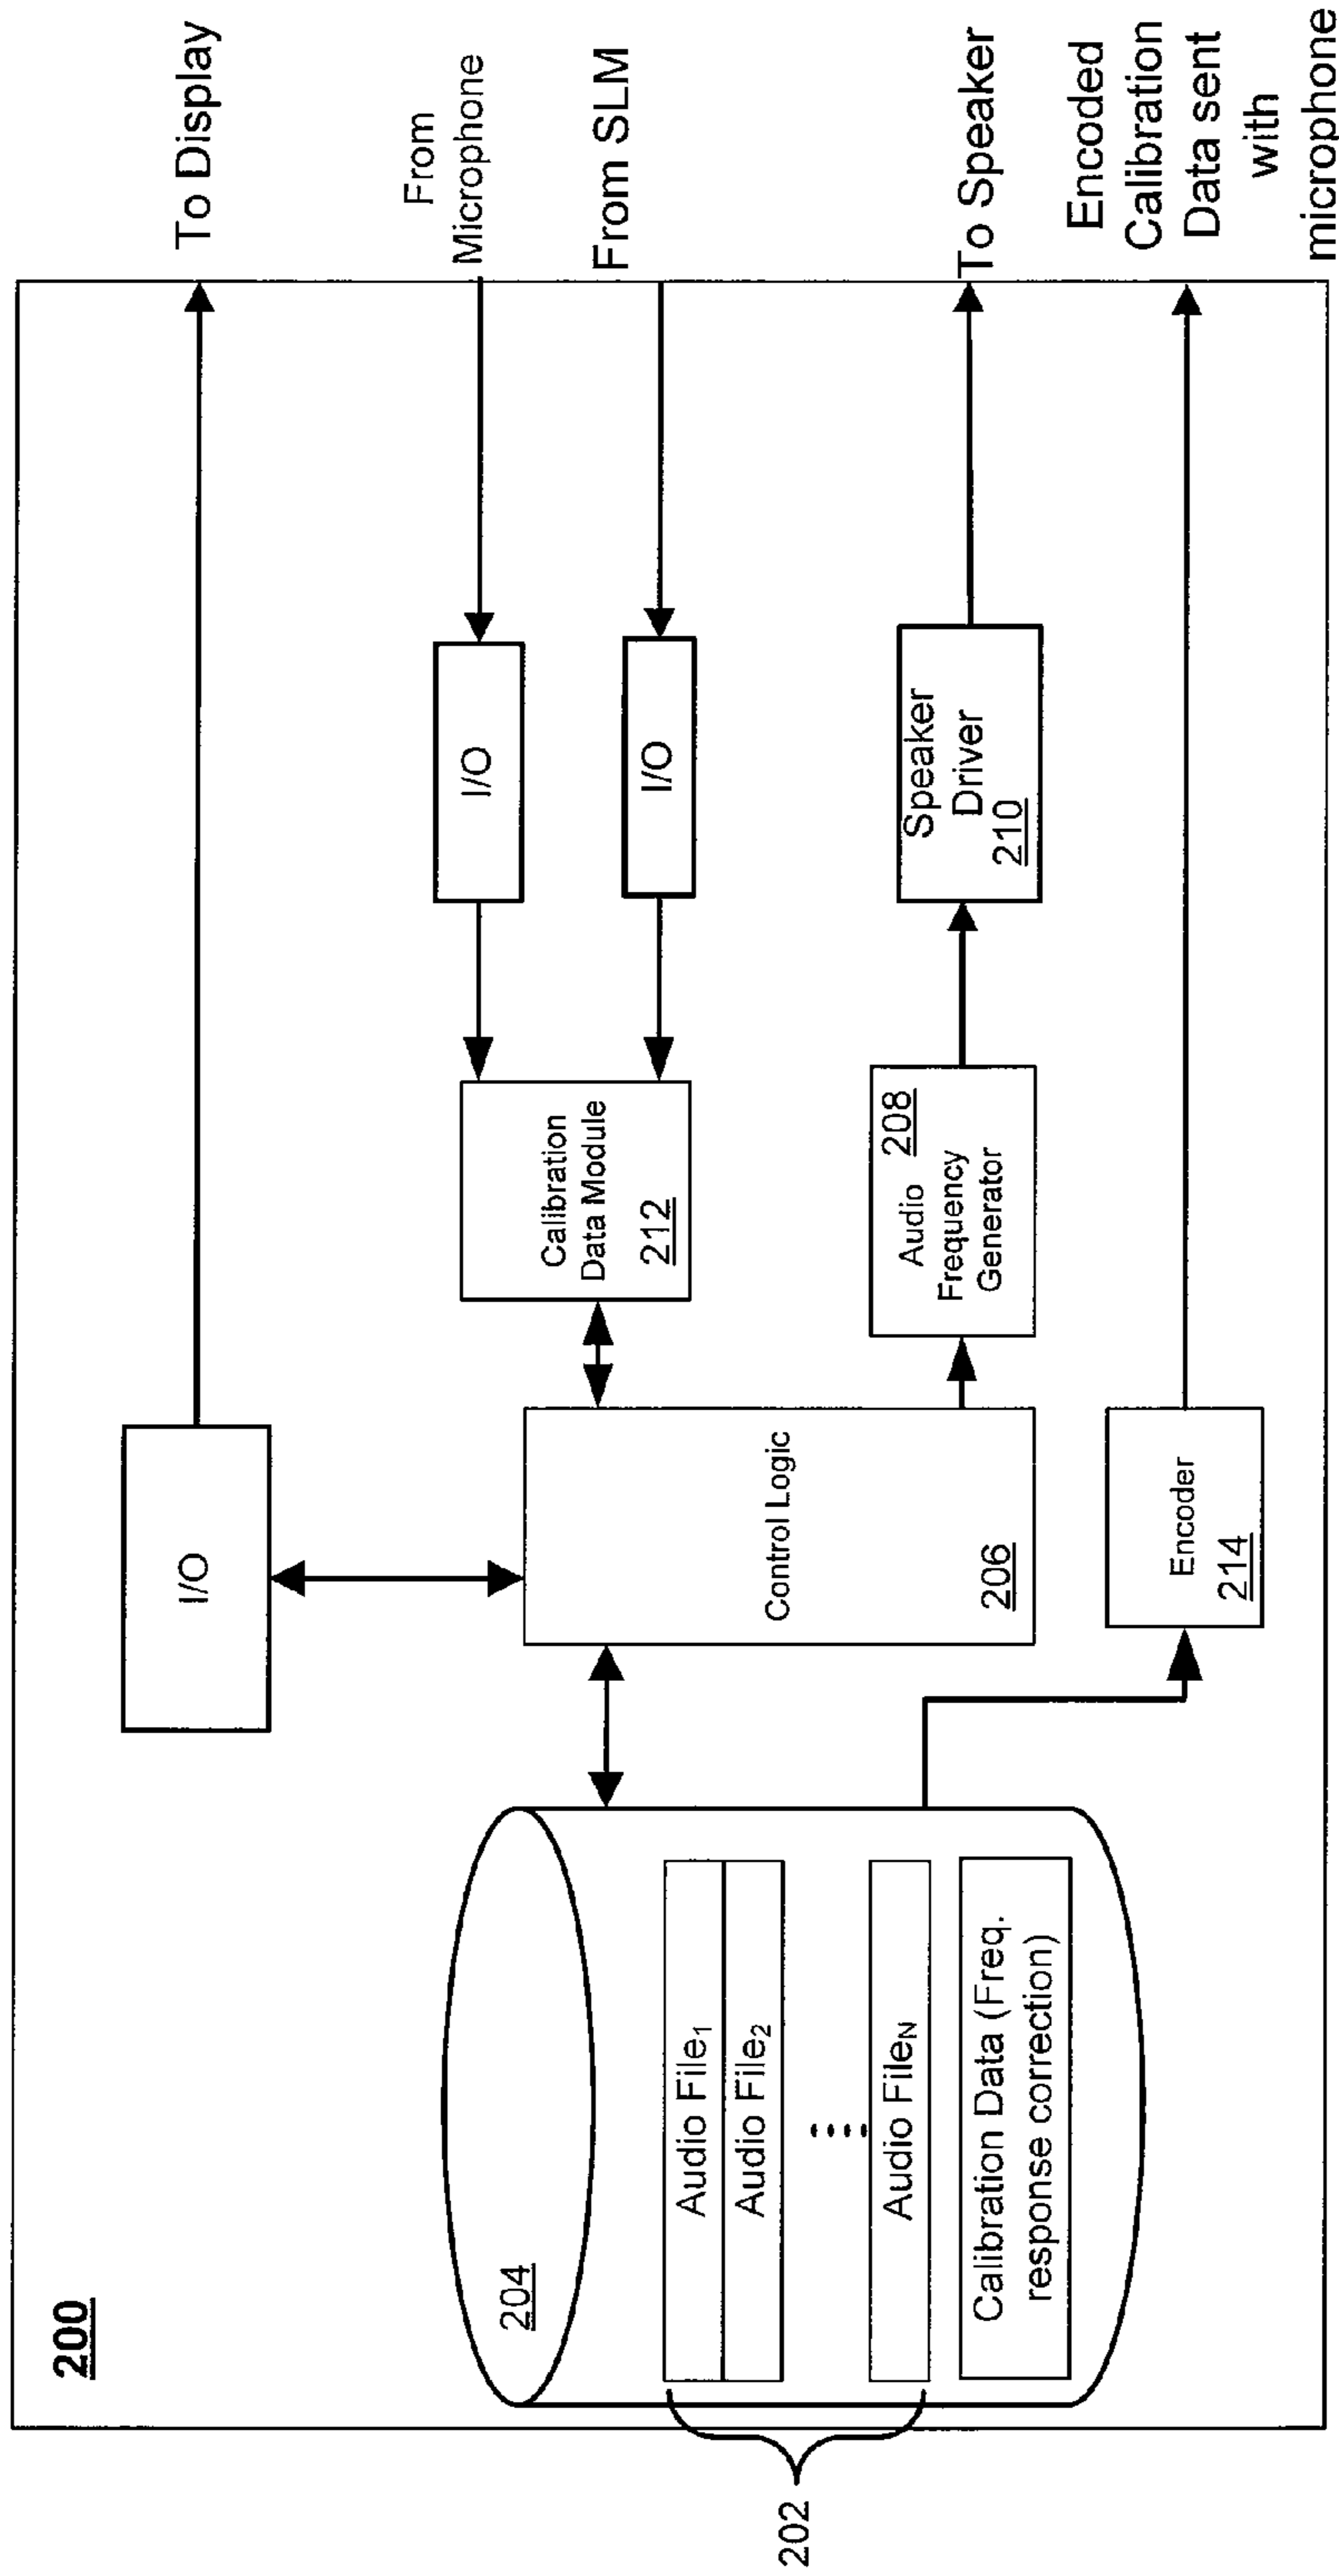 200
I/O
To Display
From
Microphone
I/O
From SLM
I/O
Calibration
Data Module
212
204
Control Logic
206
Audio File1
Audio File2
Audio FileN
202
Calibration Data (Freq.
response correction)
208
Audio
Frequency
Generator
Speaker
Driver
210
To Speaker
Encoder
214
Encoded
Calibration
Data sent
with
microphone